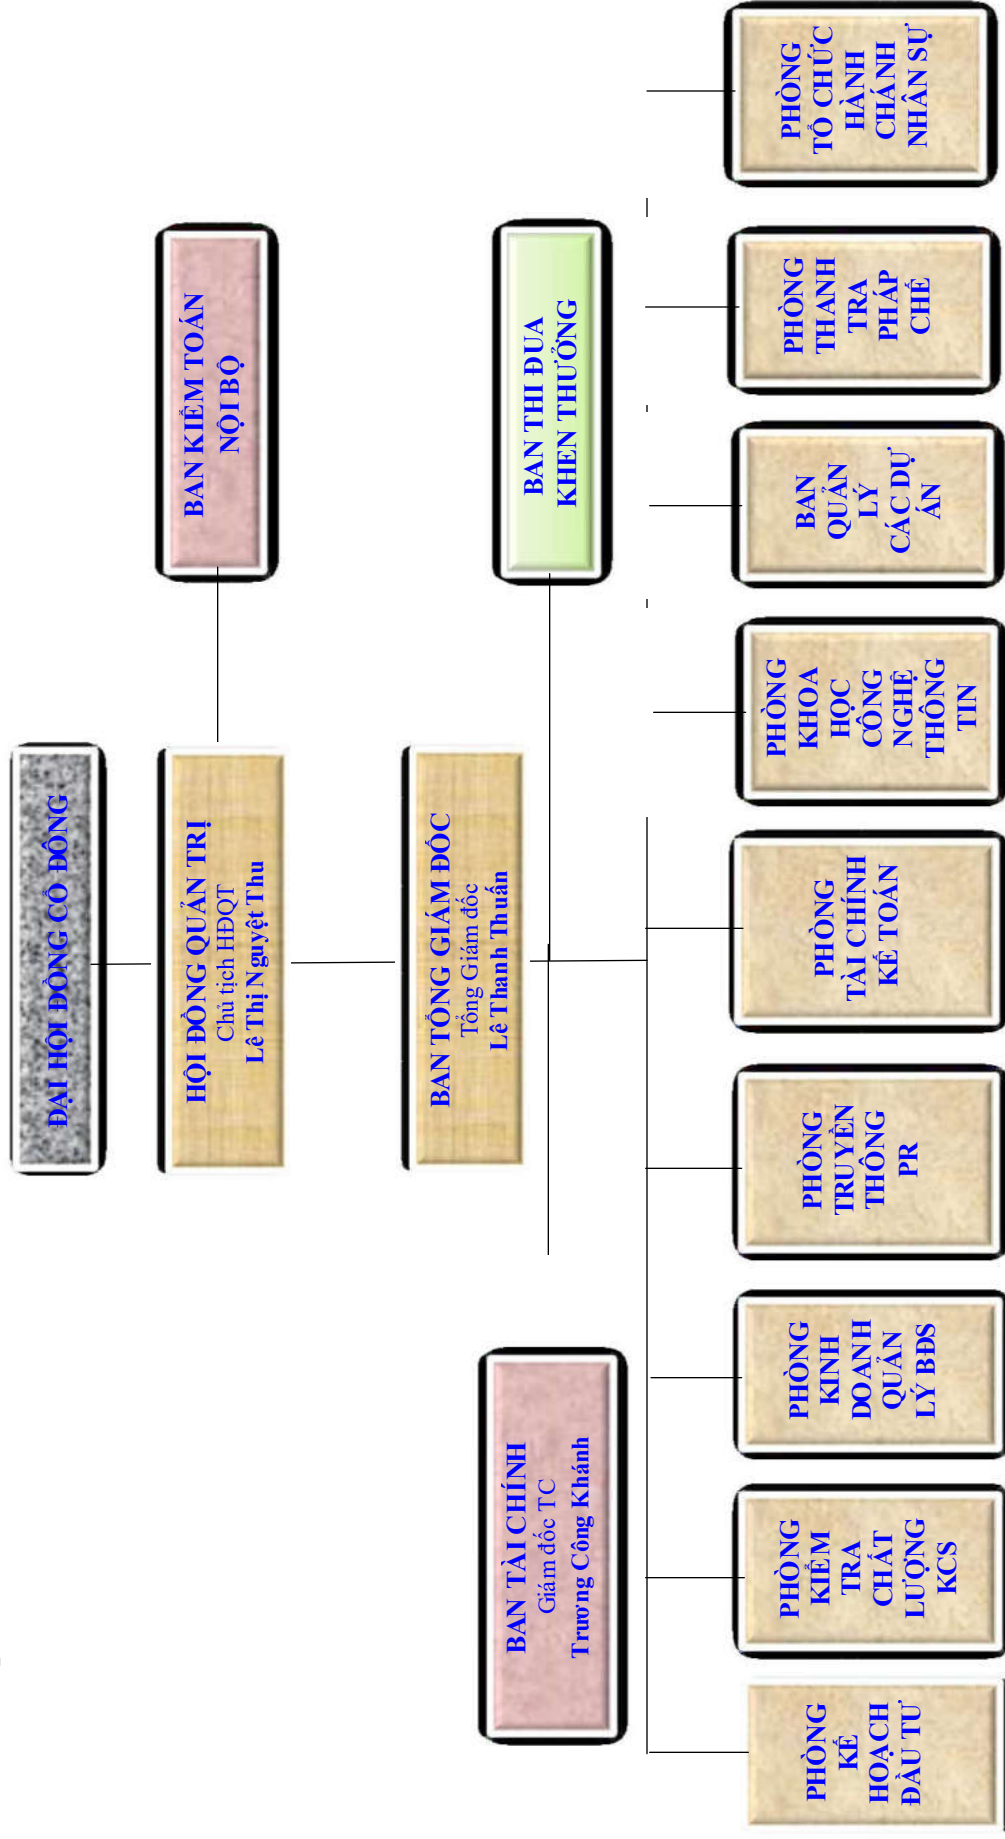 ĐẠI HỘI ĐỒNG CỔ ĐÔNG
HỘI ĐỒNG QUẢN TRỊ
Chủ tịch HĐQT
Lê Thị Nguyệt Thu
BAN KIỂM TOÁN
NỘI BỘ
BAN TỔNG GIÁM ĐỐC
Tổng Giám đốc
Lê Thanh Thuấn
BAN TÀI CHÍNH
Giám đốc TC
Trương Công Khánh
BAN THI ĐUA
KHEN THƯỞNG
PHÒNG
KẾ
HOẠCH
ĐẦU TƯ
PHÒNG
KIỂM
TRA
CHẤT
LƯỢNG
KCS
PHÒNG
KINH
DOANH
QUẢN
LÝ BĐS
PHÒNG
TRUYỀN
THÔNG
PR
PHÒNG
TÀI CHÍNH
KẾ TOÁN
PHÒNG
KHOA
HỌC
CÔNG
NGHỆ
THÔNG
TIN
BAN
QUẢN
LÝ
CÁC DỰ
ÁN
PHÒNG
THANH
TRA
PHÁP
CHẾ
PHÒNG
TỔ CHỨC
HÀNH
CHÁNH
NHÂN SỰ